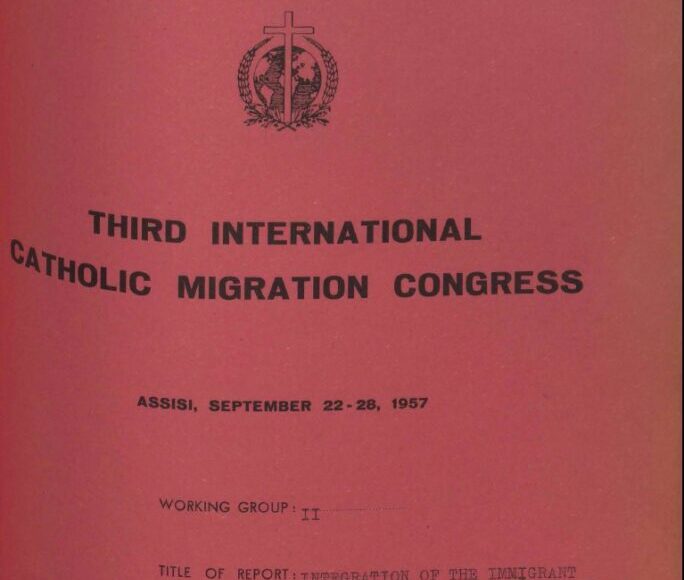 THIRD INTERNATIONAL
CATHOLIC MIGRATION CONGRESS
ASSISI, SEPTEMBER 22-28, 1957
WORKING GROUP: II
TITLE OF REPORT: INTEGRATION OF THE IMMIGRANT